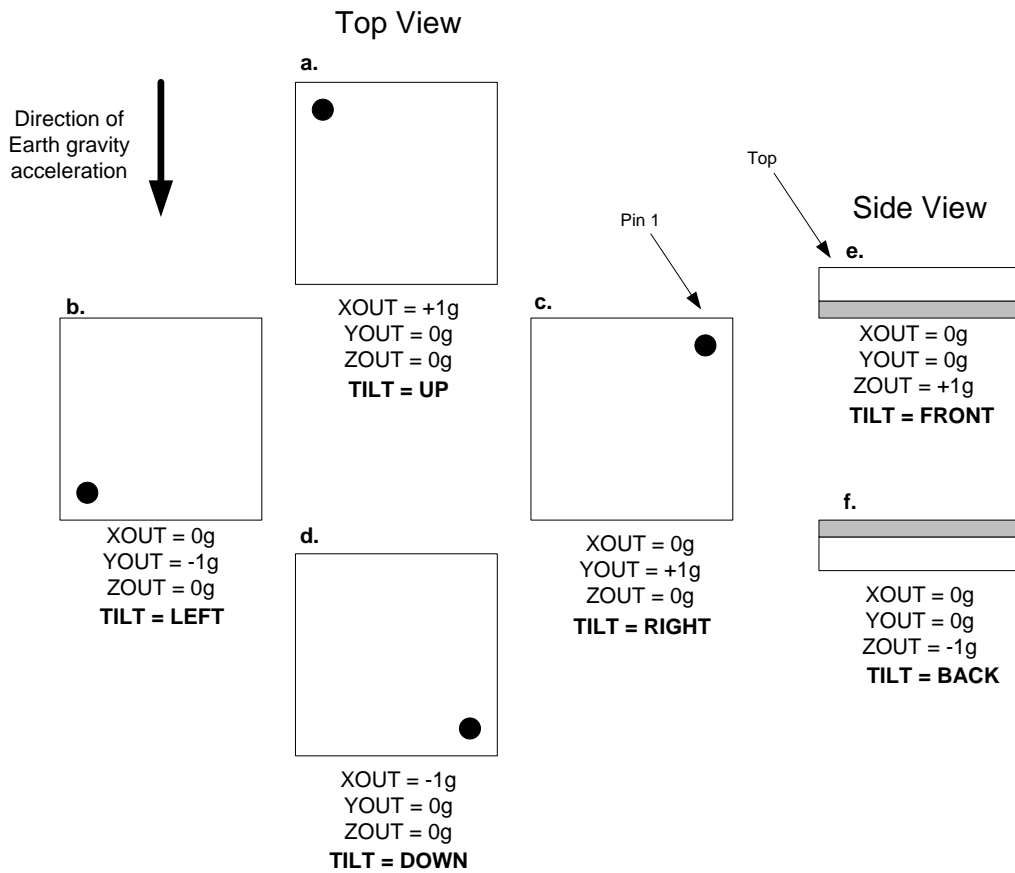 Top View
a.
Direction of
Earth gravity
acceleration
Top
Side View
Pin 1
e.
b.
XOUT = +1g
YOUT = 0g
ZOUT = 0g
TILT = UP
c.
XOUT = 0g
YOUT = 0g
ZOUT = +1g
TILT = FRONT
XOUT = 0g
YOUT = -1g
ZOUT = 0g
TILT = LEFT
d.
XOUT = 0g
YOUT = +1g
ZOUT = 0g
TILT = RIGHT
f.
XOUT = 0g
YOUT = 0g
ZOUT = -1g
TILT = BACK
XOUT = -1g
YOUT = 0g
ZOUT = 0g
TILT = DOWN